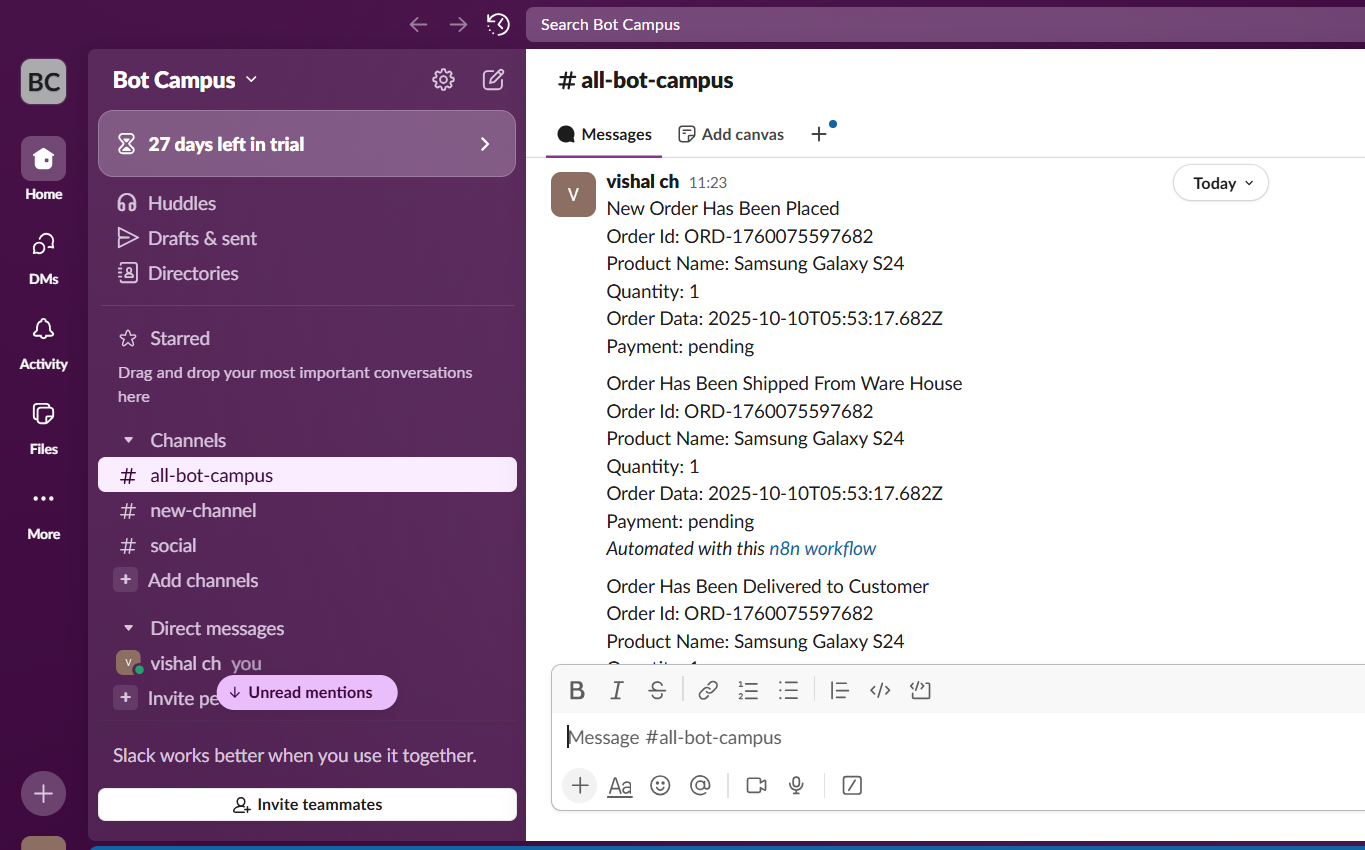 Search Bot Campus
BC
Home
DMs
Activity
Files
More
Bot Campus
27 days left in trial
Huddles
Drafts & sent
Directories
Starred
Drag and drop your most important conversations
here
Channels
# all-bot-campus
# new-channel
# social
+ Add channels
Direct messages
V vishal ch you
+ Invite pe
Unread mentions
Slack works better when you use it together.
Invite teammates
# all-bot-campus
Messages Add canvas +
Today
V
vishal ch 11:23
New Order Has Been Placed
Order Id: ORD-1760075597682
Product Name: Samsung Galaxy S24
Quantity: 1
Order Data: 2025-10-10T05:53:17.682Z
Payment: pending
Order Has Been Shipped From Ware House
Order Id: ORD-1760075597682
Product Name: Samsung Galaxy S24
Quantity: 1
Order Data: 2025-10-10T05:53:17.682Z
Payment: pending
Automated with this n8n workflow
Order Has Been Delivered to Customer
Order Id: ORD-1760075597682
Product Name: Samsung Galaxy S24
Message #all-bot-campus
Aa